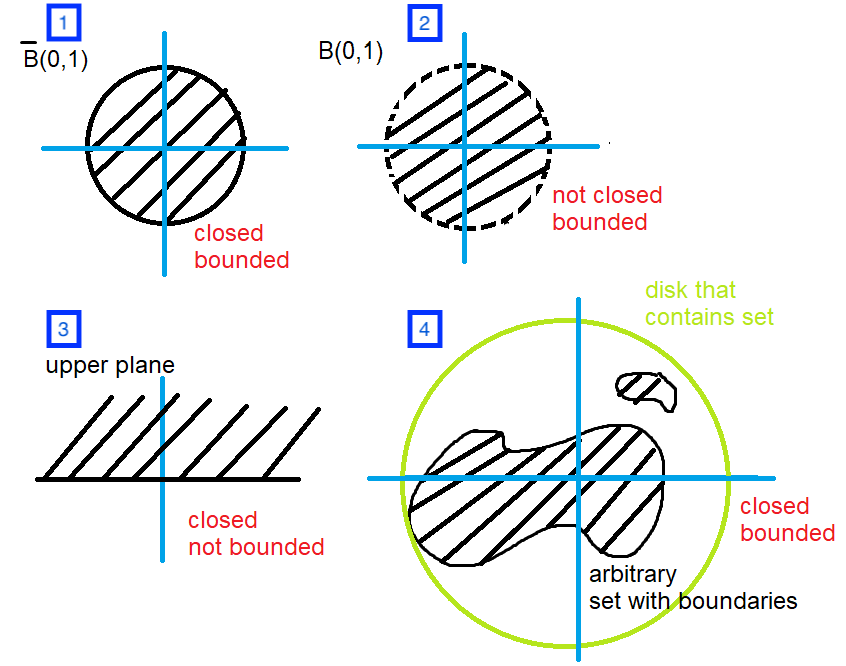 1
B̅(0,1)
closed
bounded
2
B(0,1)
not closed
bounded
3
upper plane
closed
not bounded
4
disk that
contains set
closed
bounded
arbitrary
set with boundaries